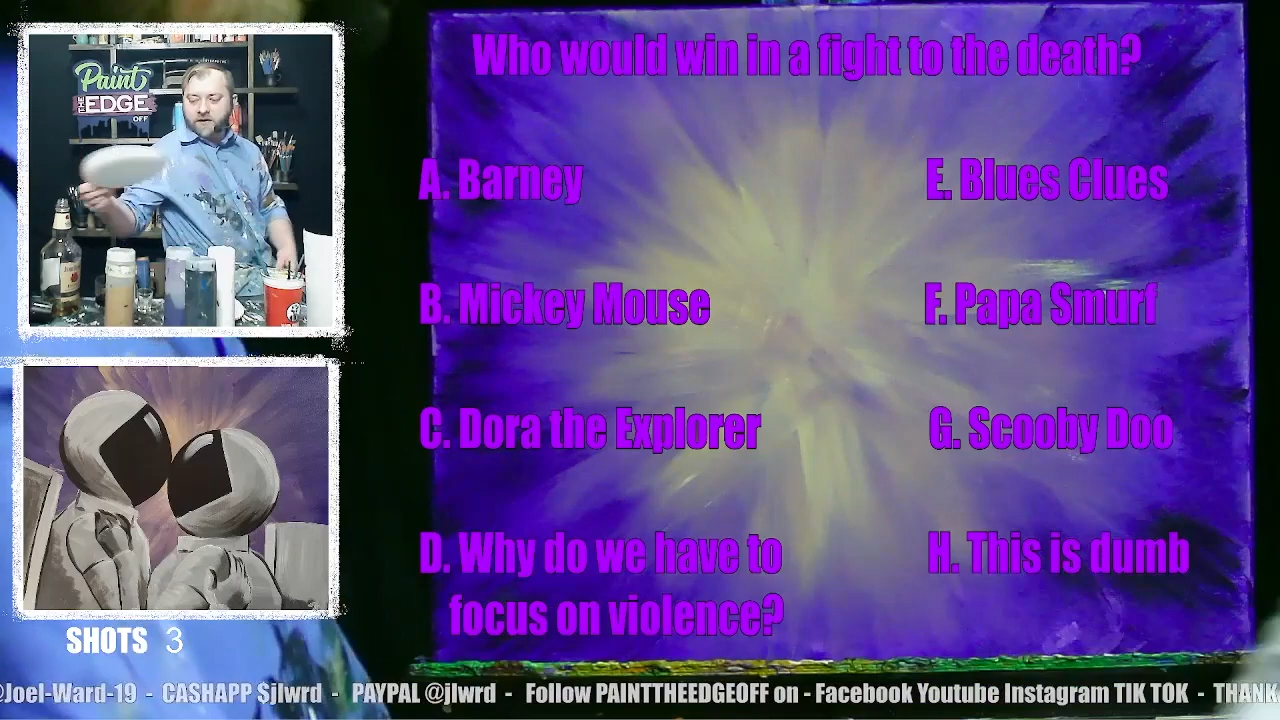 Paint
THE EDGE
OFF
Who would win in a fight to the death?
A. Barney
E. Blues Clues
B. Mickey Mouse
F. Papa Smurf
C. Dora the Explorer
G. Scooby Doo
D. Why do we have to
focus on violence?
H. This is dumb
SHOTS 3
@Joel-Ward-19 - CASHAPP $jlwrd - PAYPAL @jlwrd - Follow PAINTTHEEDGEOFF on - Facebook Youtube Instagram TIK TOK - THANK